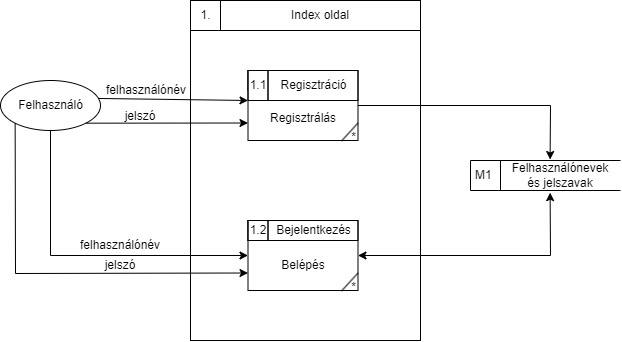 1.
Index oldal
1.1
Regisztráció
felhasználónév
Felhasználó
jelszó
Regisztrálás
*
M1
Felhasználónevek
és jelszavak
1.2
Bejelentkezés
felhasználónév
jelszó
Belépés
*